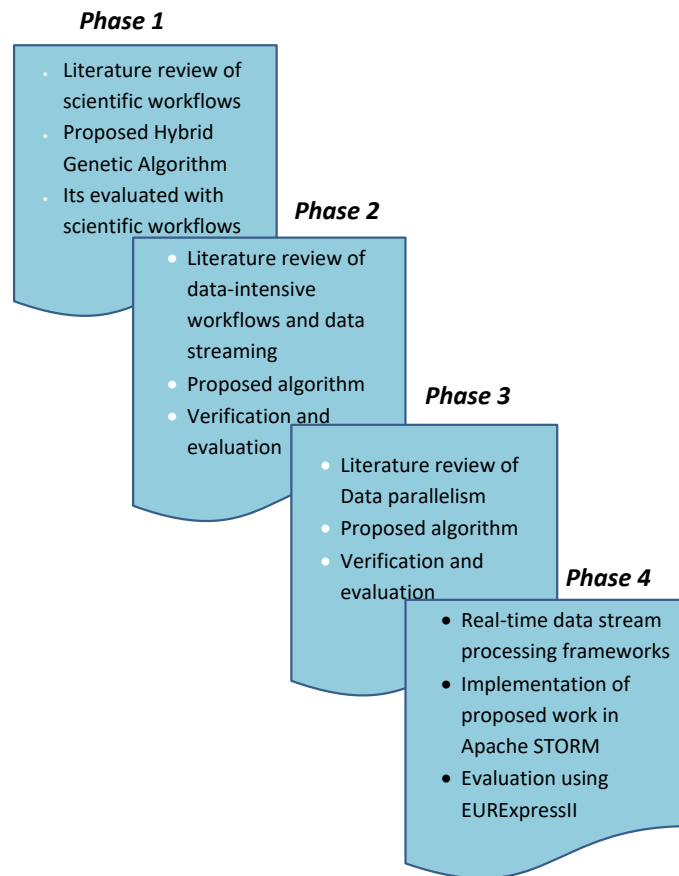 Phase 1
Literature review of
scientific workflows
Proposed Hybrid
Genetic Algorithm
Its evaluated with
scientific workflows
Phase 2
Literature review of
data-intensive
workflows and data
streaming
Proposed algorithm
Verification and
evaluation
Phase 3
Literature review of
Data parallelism
Proposed algorithm
Verification and
evaluation
Phase 4
Real-time data stream
processing frameworks
Implementation of
proposed work in
Apache STORM
Evaluation using
EURExpressII